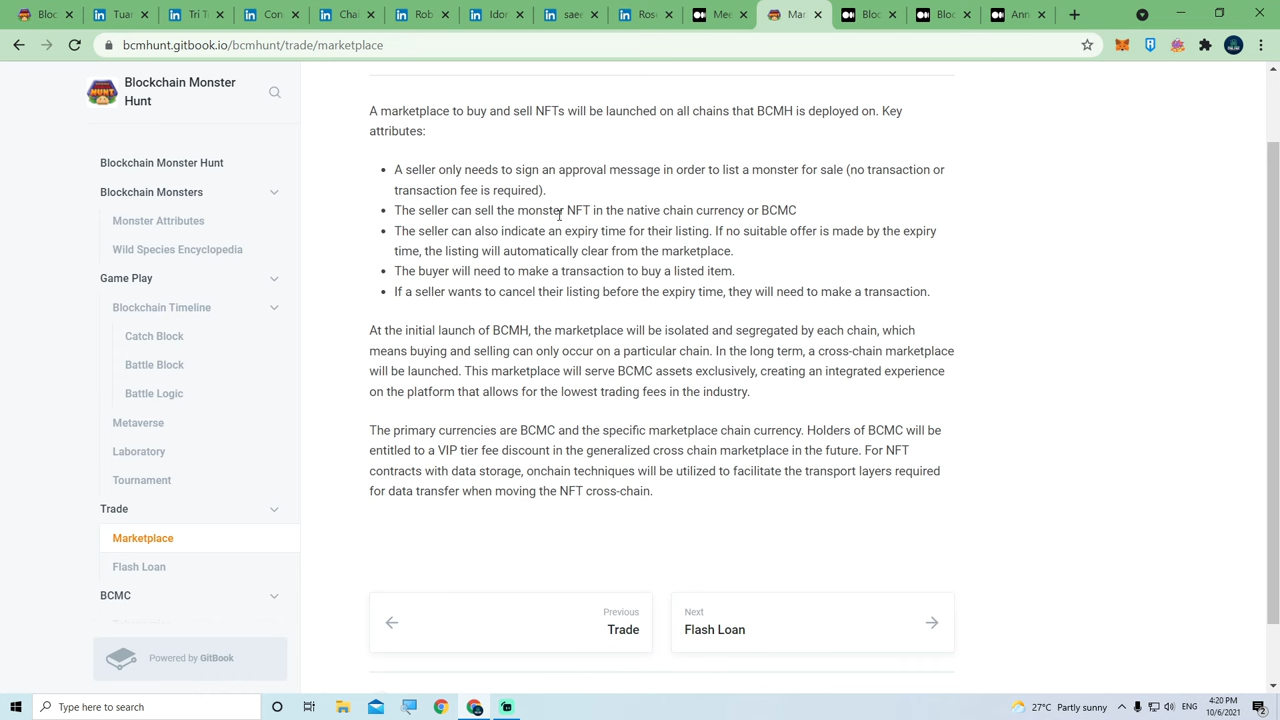 Bloc
Tri T
Con
Chai
Rob
Idor
saee
Ros
Mee
Bloc
Bloc
Ann
bcmhunt.gitbook.io/bcmhunt/trade/marketplace
Blockchain Monster
Hunt
Blockchain Monster Hunt
Blockchain Monsters
Monster Attributes
Wild Species Encyclopedia
Game Play
Blockchain Timeline
Catch Block
Battle Block
Battle Logic
Metaverse
Laboratory
Tournament
Trade
Marketplace
Flash Loan
BCMC
Powered by GitBook
A marketplace to buy and sell NFTs will be launched on all chains that BCMH is deployed on. Key
attributes:
A seller only needs to sign an approval message in order to list a monster for sale (no transaction or
transaction fee is required).
The seller can sell the monster NFT in the native chain currency or BCMC
The seller can also indicate an expiry time for their listing. If no suitable offer is made by the expiry
time, the listing will automatically clear from the marketplace.
The buyer will need to make a transaction to buy a listed item.
If a seller wants to cancel their listing before the expiry time, they will need to make a transaction.
At the initial launch of BCMH, the marketplace will be isolated and segregated by each chain, which
means buying and selling can only occur on a particular chain. In the long term, a cross-chain marketplace
will be launched. This marketplace will serve BCMC assets exclusively, creating an integrated experience
on the platform that allows for the lowest trading fees in the industry.
The primary currencies are BCMC and the specific marketplace chain currency. Holders of BCMC will be
entitled to a VIP tier fee discount in the generalized cross chain marketplace in the future. For NFT
contracts with data storage, onchain techniques will be utilized to facilitate the transport layers required
for data transfer when moving the NFT cross-chain.
Previous
Trade
Next
Flash Loan
Type here to search
27°C Partly sunny
ENG
4:20 PM
10/6/2021
2